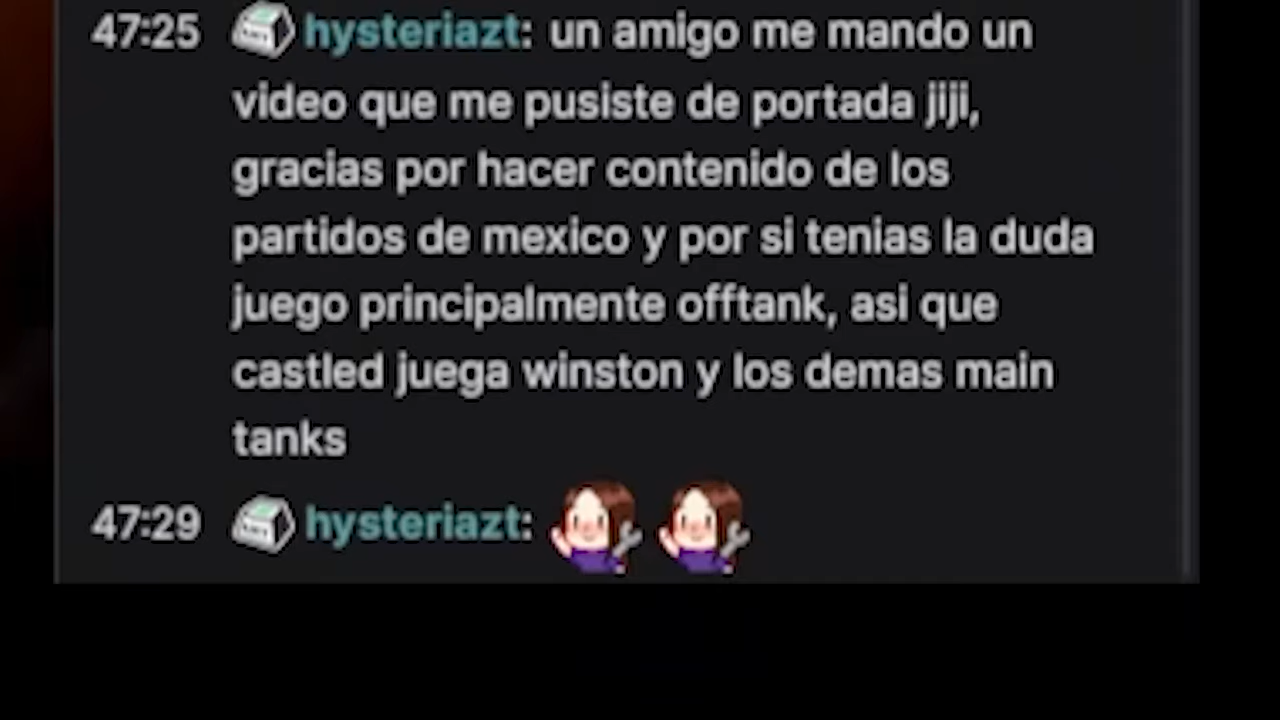 47:25 hysteriazt: un amigo me mando un
video que me pusiste de portada jiji,
gracias por hacer contenido de los
partidos de mexico y por si tenias la duda
juego principalmente offtank, asi que
castled juega winston y los demas main
tanks
47:29 hysteriazt: